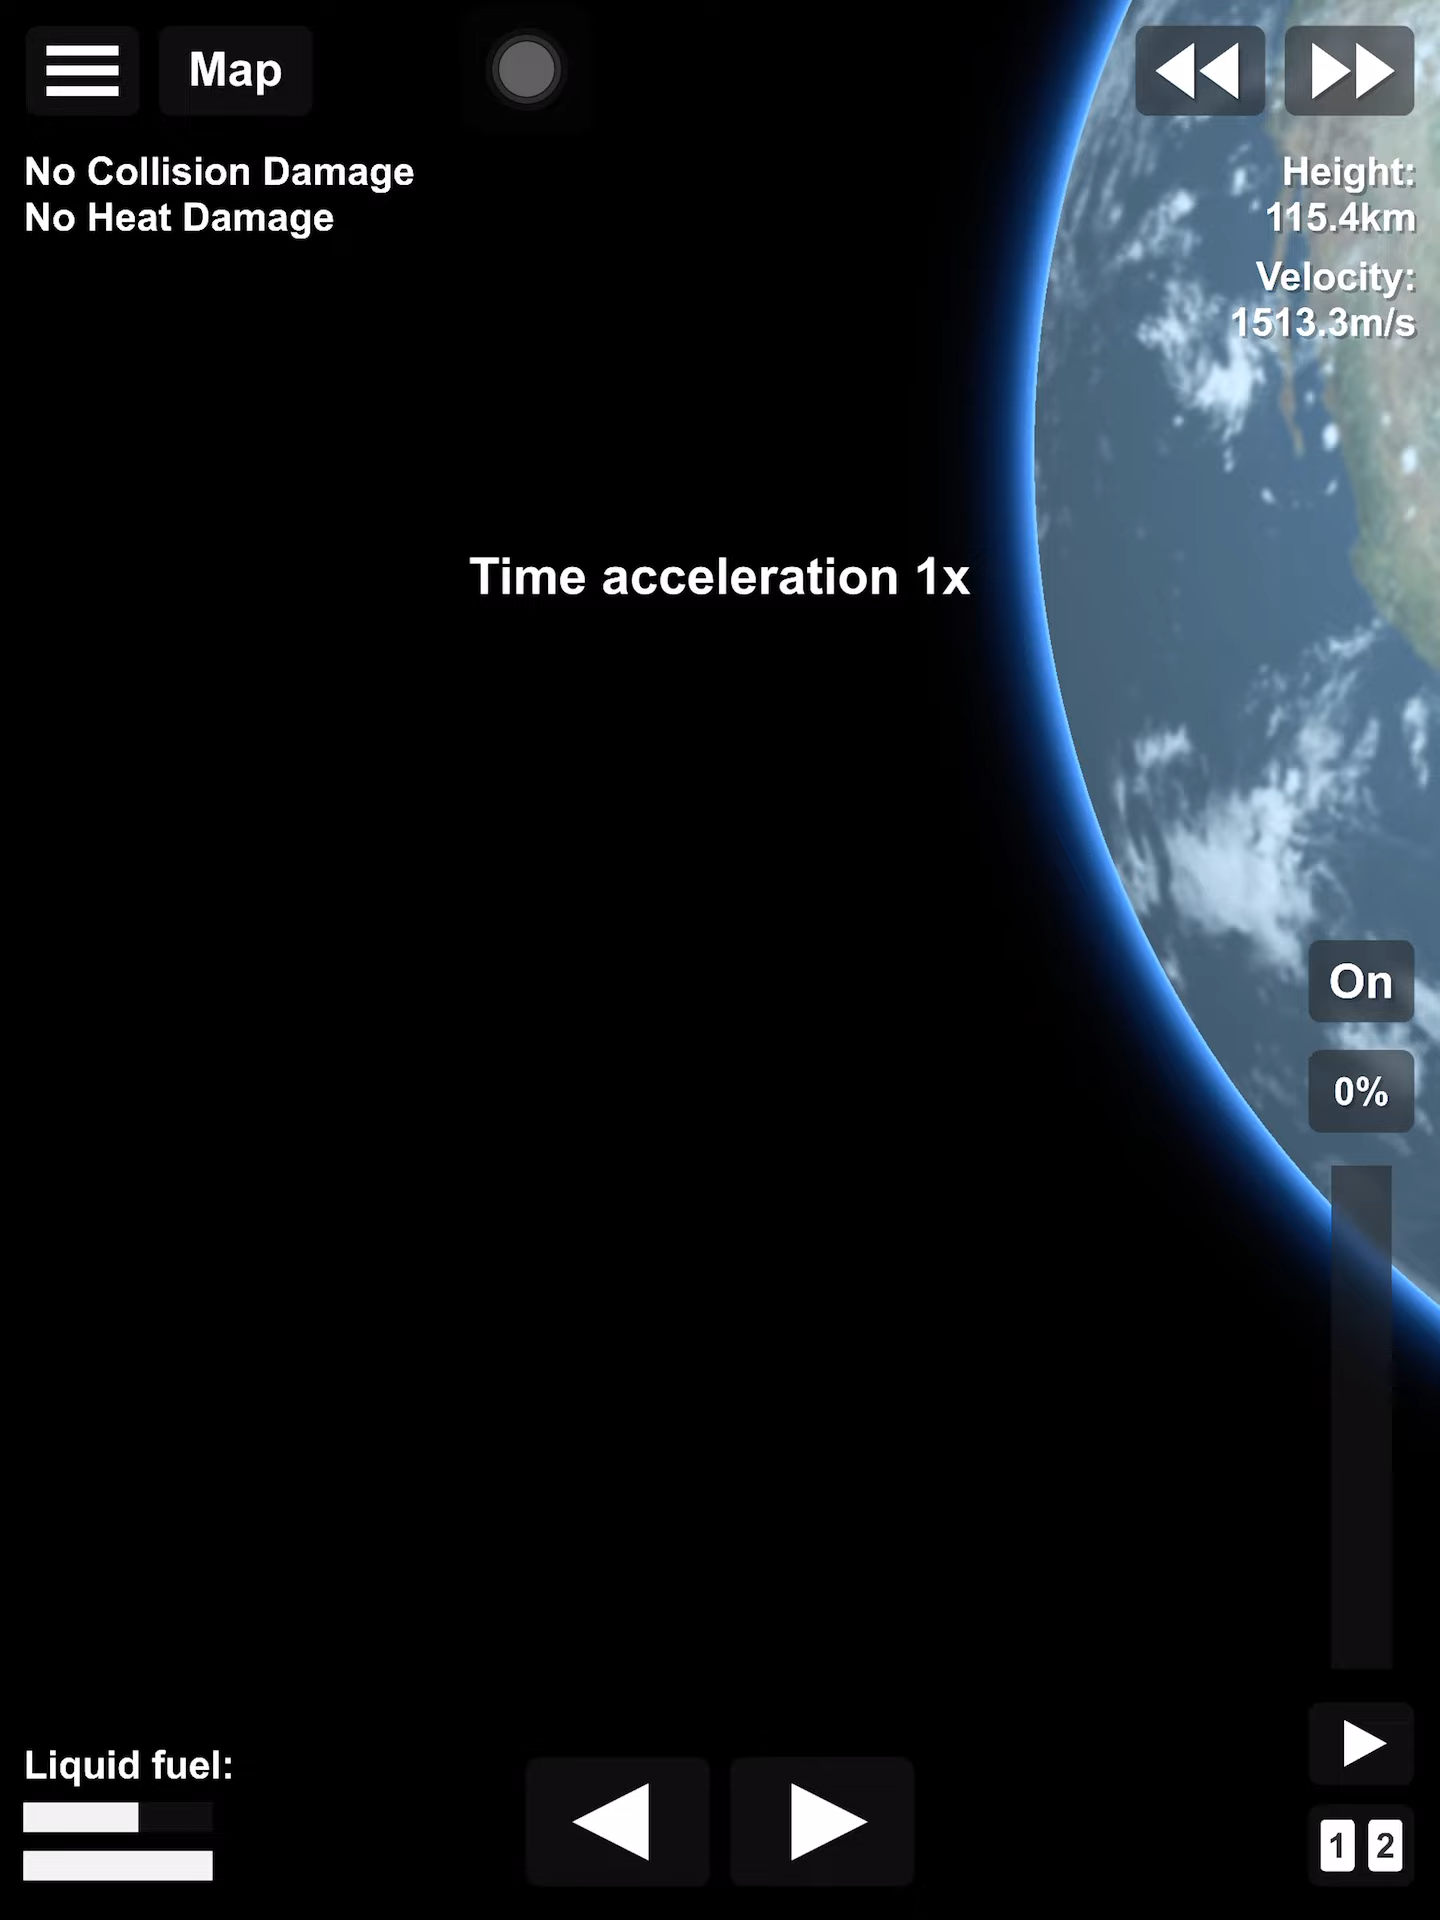 Map
No Collision Damage
No Heat Damage
Height:
115.4km
Velocity:
1513.3m/s
Time acceleration 1x
On
0%
Liquid fuel:
1 2